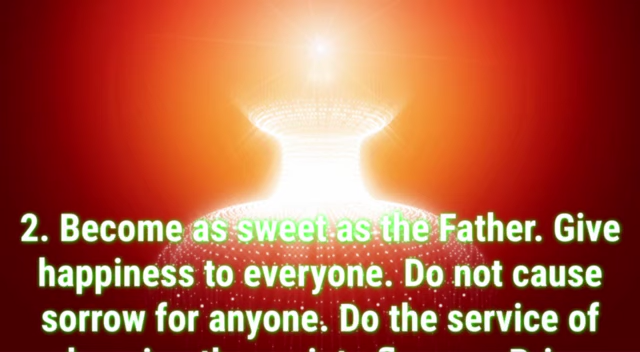 2. Become as sweet as the Father. Give
happiness to everyone. Do not cause
sorrow for anyone. Do the service of